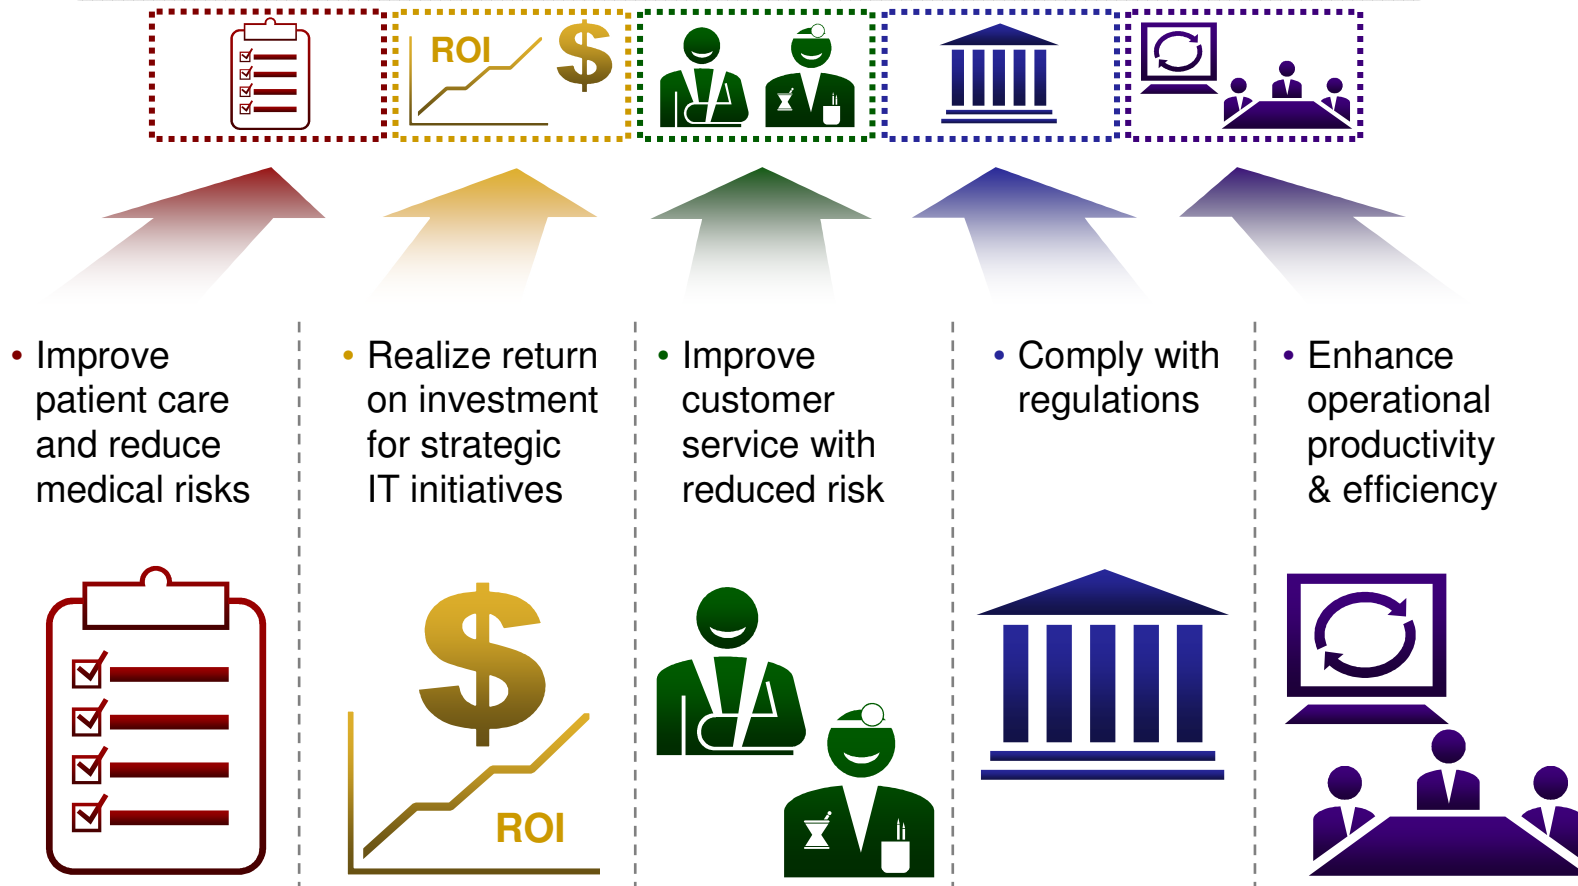 ROI $
• Improve
patient care
and reduce
medical risks
• Realize return
on investment
for strategic
IT initiatives
• Improve
customer
service with
reduced risk
• Comply with
regulations
• Enhance
operational
productivity
& efficiency
$
ROI